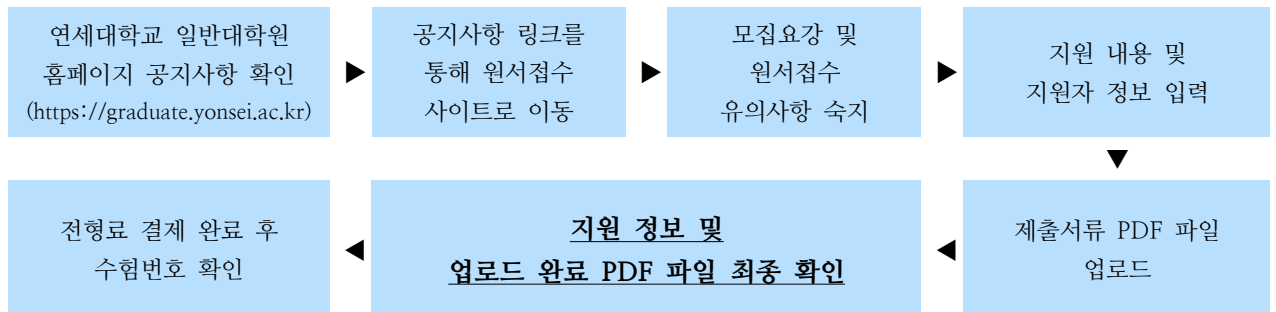 연세대학교 일반대학원
홈페이지 공지사항 확인
(https://graduate.yonsei.ac.kr)
▶
공지사항 링크를
통해 원서접수
사이트로 이동
▶
모집요강 및
원서접수
유의사항 숙지
▶
지원 내용 및
지원자 정보 입력
▼
제출서류 PDF 파일
업로드
◀
지원 정보 및
업로드 완료 PDF 파일 최종 확인
◀
전형료 결제 완료 후
수험번호 확인